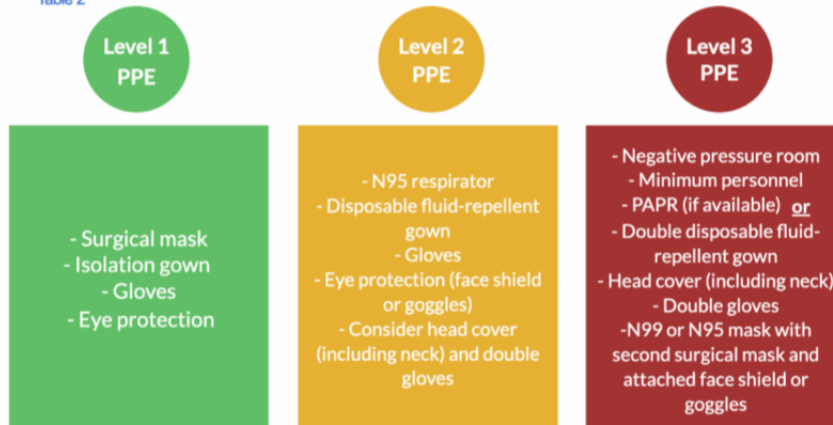 Table 2
Level 1
PPE
- Surgical mask
- Isolation gown
- Gloves
- Eye protection
Level 2
PPE
- N95 respirator
- Disposable fluid-repellent
gown
- Gloves
- Eye protection (face shield
or goggles)
- Consider head cover
(including neck) and double
gloves
Level 3
PPE
- Negative pressure room
- Minimum personnel
- PAPR (if available) or
- Double disposable fluid-
repellent gown
- Head cover (including neck)
- Double gloves
-N99 or N95 mask with
second surgical mask and
attached face shield or
goggles